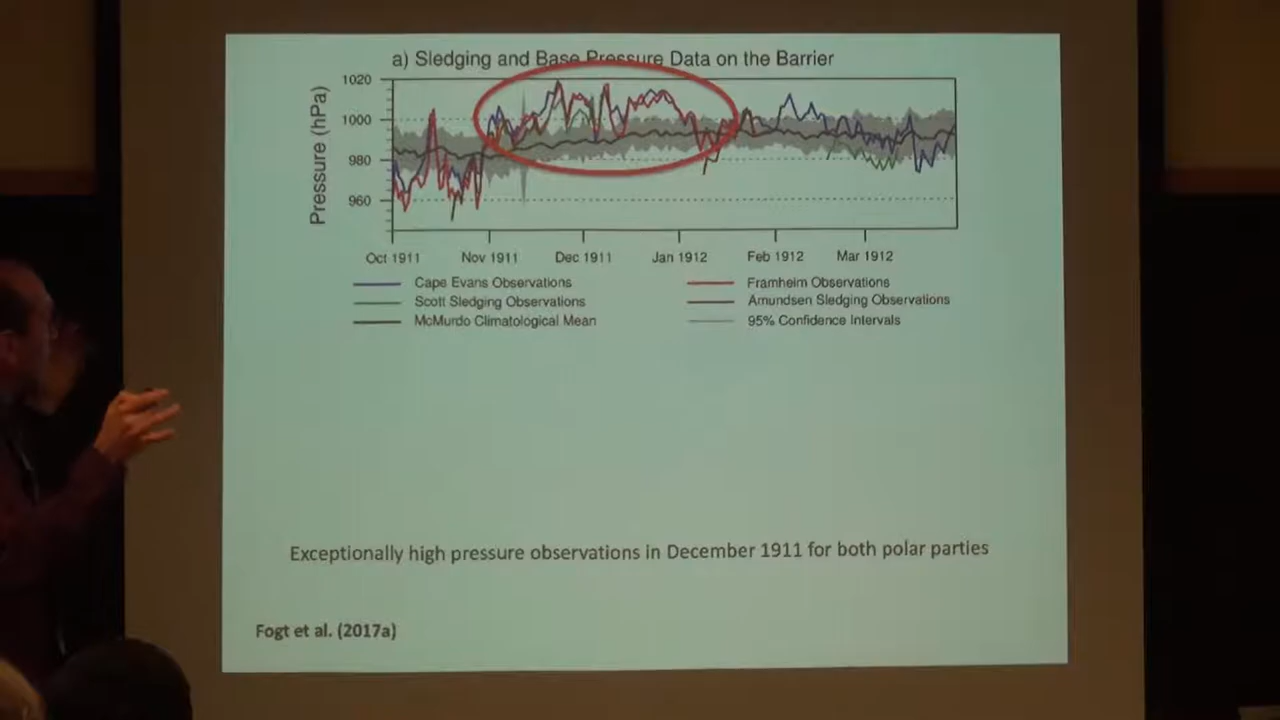 a) Sledging and Base Pressure Data on the Barrier
Pressure (hPa)
1020
1000
980
960
Oct 1911 Nov 1911 Dec 1911 Jan 1912 Feb 1912 Mar 1912
Cape Evans Observations Framheim Observations
Scott Sledging Observations Amundsen Sledging Observations
McMurdo Climatological Mean 95% Confidence Intervals
Exceptionally high pressure observations in December 1911 for both polar parties
Fogt et al. (2017a)